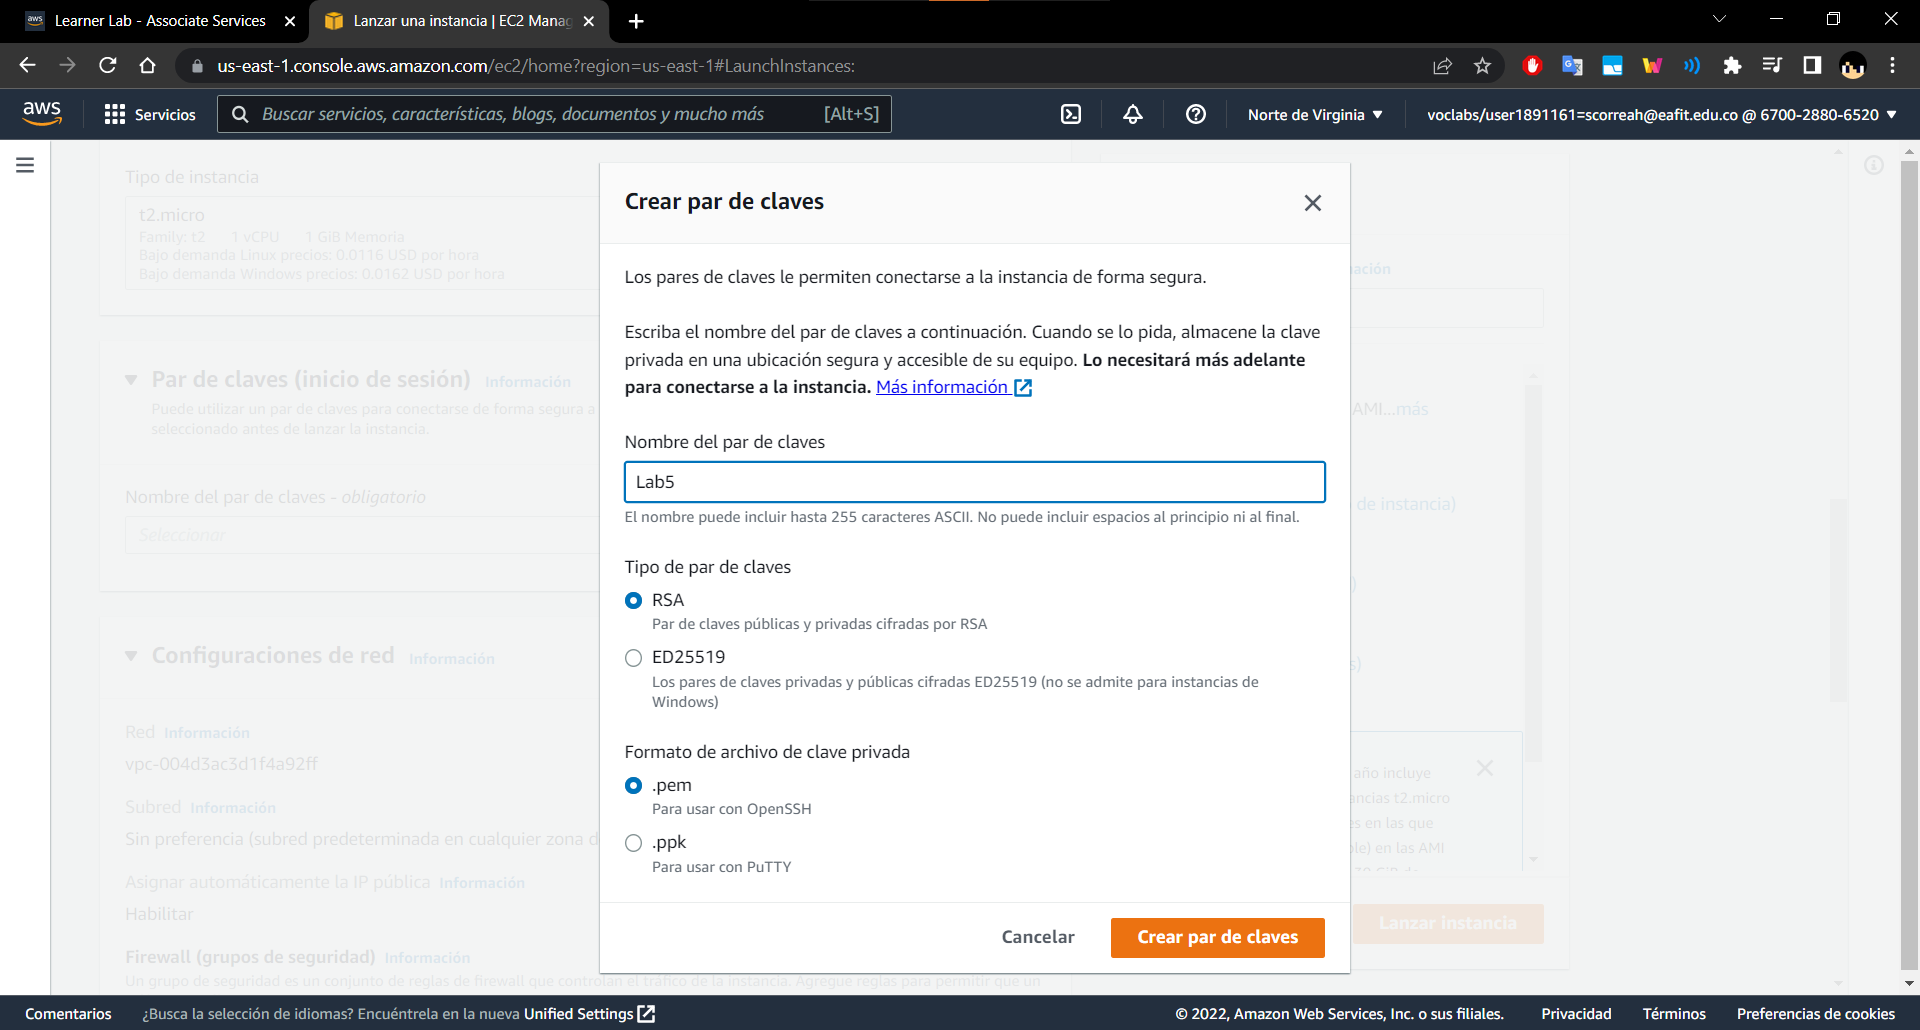 Learner Lab - Associate Services
Lanzar una instancia | EC2 Manag
us-east-1.console.aws.amazon.com/ec2/home?region=us-east-1#LaunchInstances:
aws
Servicios
Buscar servicios, características, blogs, documentos y mucho más
[Alt+S]
Norte de Virginia
voclabs/user1891161=scorreah@eafit.edu.co @ 6700-2880-6520
Tipo de instancia
t2.micro
Family: t2 1 vCPU 1 GiB Memoria
Bajo demanda Linux precios: 0.0116 USD por hora
Bajo demanda Windows precios: 0.0162 USD por hora
Par de claves (inicio de sesión) Información
Puede utilizar un par de claves para conectarse de forma segura a
seleccionado antes de lanzar la instancia.
Nombre del par de claves - obligatorio
Seleccionar
Configuraciones de red Información
Red Información
vpc-004d3ac3d1f4a92ff
Subred Información
Sin preferencia (subred predeterminada en cualquier zona d
Asignar automáticamente la IP pública Información
Habilitar
Firewall (grupos de seguridad) Información
Un grupo de seguridad es un conjunto de reglas de firewall que controlan el tráfico de la instancia. Agregue reglas para permitir que un
Crear par de claves
Los pares de claves le permiten conectarse a la instancia de forma segura.
Escriba el nombre del par de claves a continuación. Cuando se lo pida, almacene la clave
privada en una ubicación segura y accesible de su equipo. Lo necesitará más adelante
para conectarse a la instancia. Más información
Nombre del par de claves
Lab5
El nombre puede incluir hasta 255 caracteres ASCII. No puede incluir espacios al principio ni al final.
Tipo de par de claves
RSA
Par de claves públicas y privadas cifradas por RSA
ED25519
Los pares de claves privadas y públicas cifradas ED25519 (no se admite para instancias de
Windows)
Formato de archivo de clave privada
.pem
Para usar con OpenSSH
.ppk
Para usar con PuTTY
Cancelar
Crear par de claves
mación
AMI...más
de instancia)
s)
año incluye
ancias t2.micro
es en las que
ble) en las AMI
Lanzar instancia
Comentarios
¿Busca la selección de idiomas? Encuéntrela en la nueva Unified Settings
© 2022, Amazon Web Services, Inc. o sus filiales.
Privacidad
Términos
Preferencias de cookies